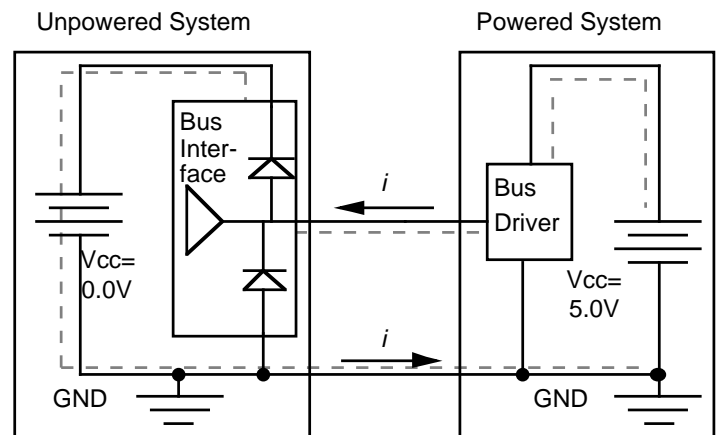 Unpowered System
Powered System
Bus
Inter-
face
i
Bus
Driver
Vcc=
0.0V
Vcc=
5.0V
i
GND
GND